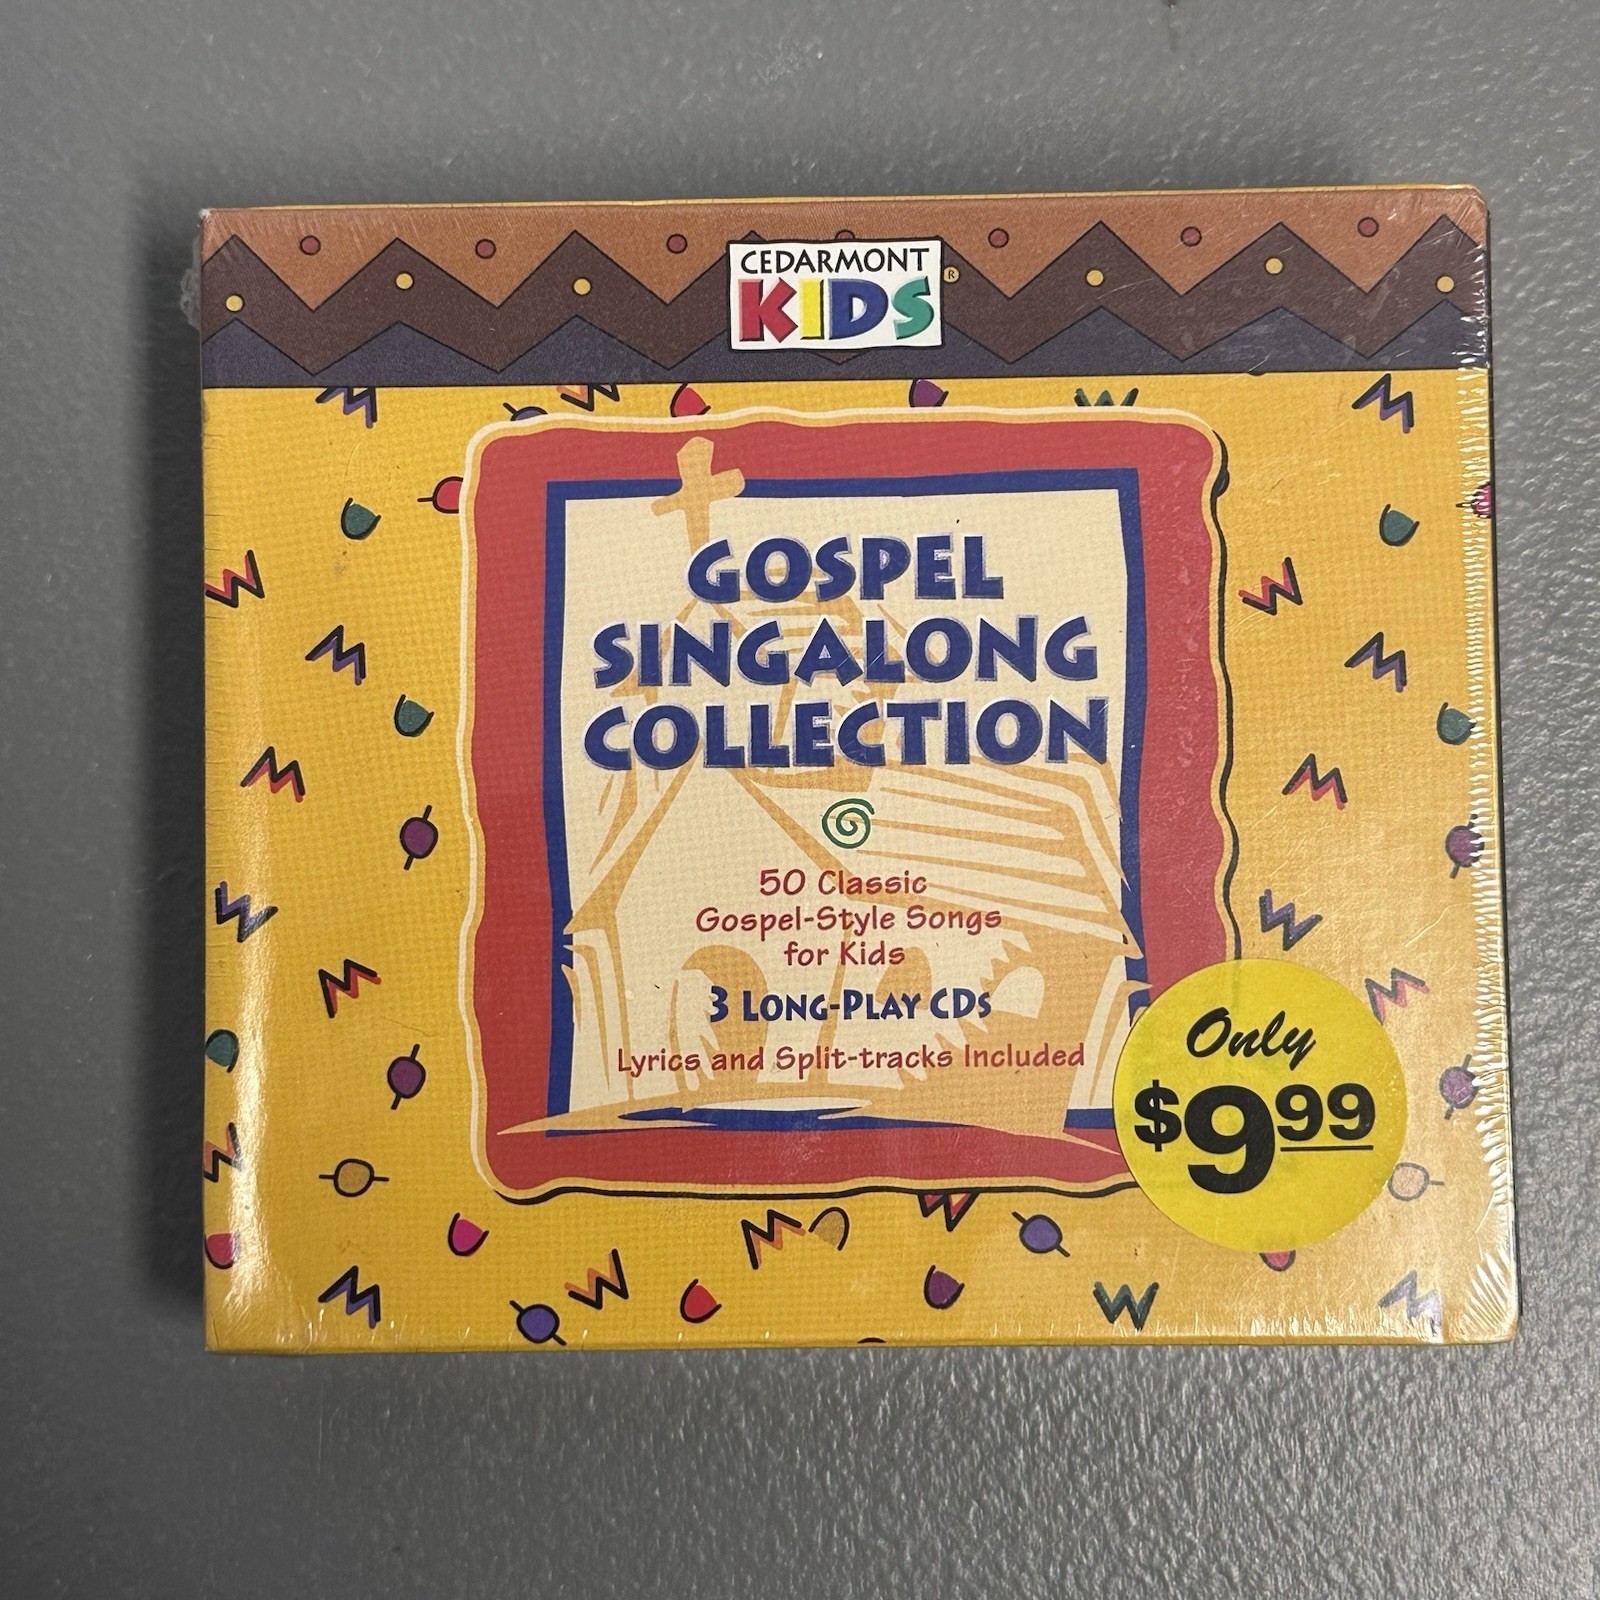 CEDARMONT
KIDS®
GOSPEL
SINGALONG
COLLECTION
50 Classic
Gospel-Style Songs
for Kids
3 LONG-PLAY CDS
Lyrics and Split-tracks Included
Only
$9.99